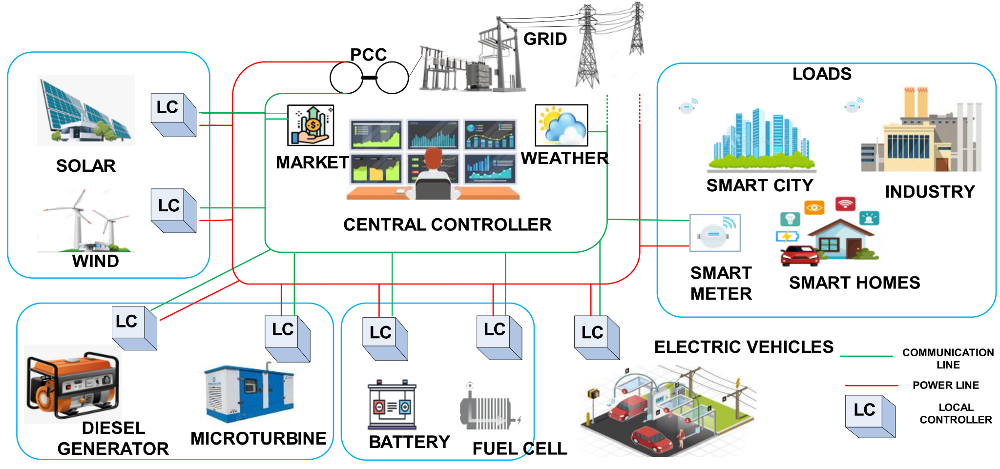 PCC
GRID
LOADS
LC
SOLAR
LC
WIND
MARKET
WEATHER
CENTRAL CONTROLLER
SMART CITY
INDUSTRY
SMART
METER
SMART HOMES
LC
LC
LC
LC
LC
DIESEL
GENERATOR
MICROTURBINE
BATTERY
FUEL CELL
ELECTRIC VEHICLES
COMMUNICATION
LINE
POWER LINE
LC
LOCAL
CONTROLLER